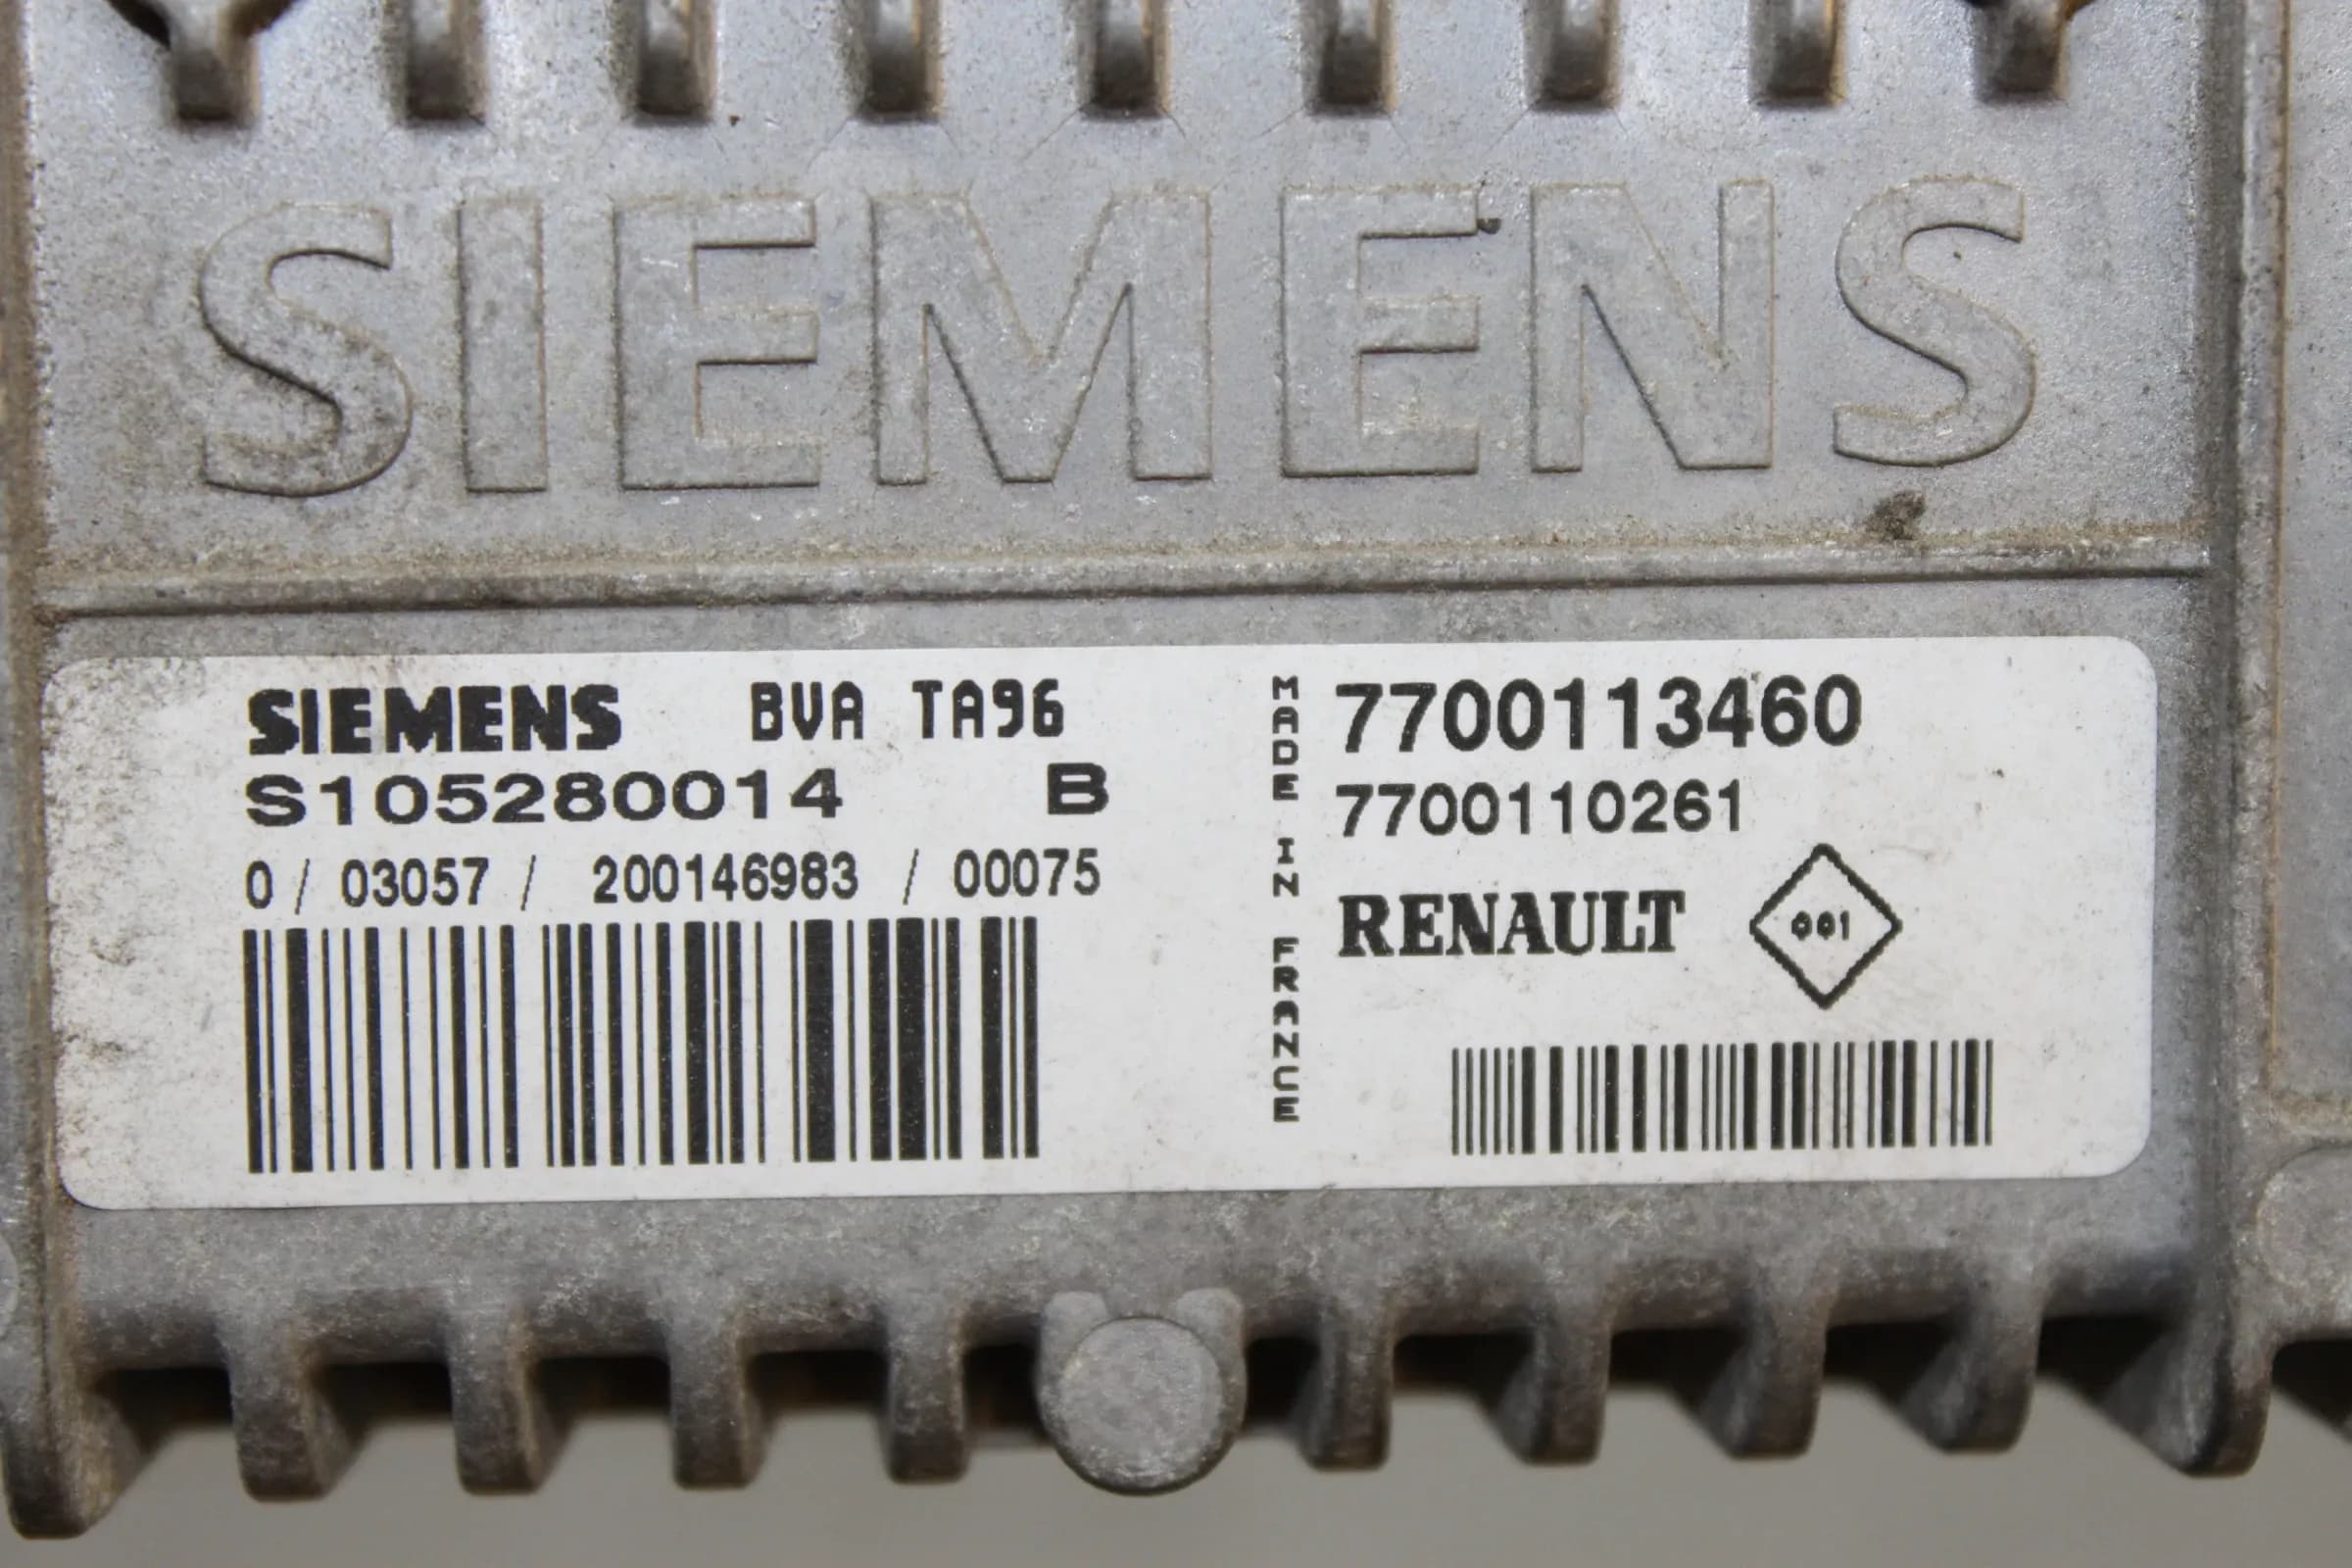 SIEMENS
SIEMENS BVA TA96
S105280014 B
0 / 03057 / 200146983 / 00075
MADE IN FRANCE
7700113460
7700110261
RENAULT 001